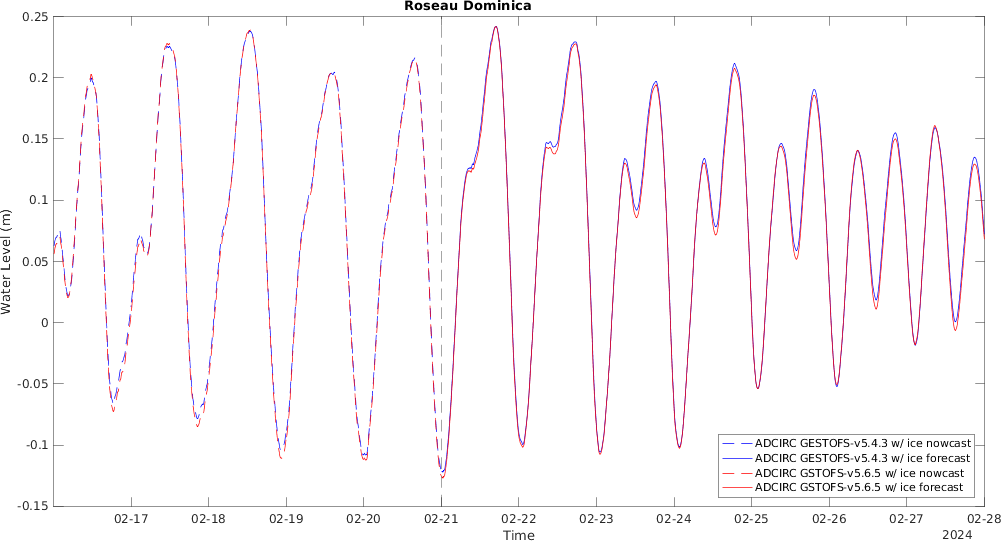 Roseau Dominica
0.25
0.2
0.15
0.1
0.05
0
-0.05
-0.1
-0.15
Water Level (m)
02-17 02-18 02-19 02-20 02-21 02-22 02-23 02-24 02-25 02-26 02-27 02-28
Time
2024
ADCIRC GESTOFS-v5.4.3 w/ ice nowcast
ADCIRC GESTOFS-v5.4.3 w/ ice forecast
ADCIRC GSTOFS-v5.6.5 w/ ice nowcast
ADCIRC GSTOFS-v5.6.5 w/ ice forecast